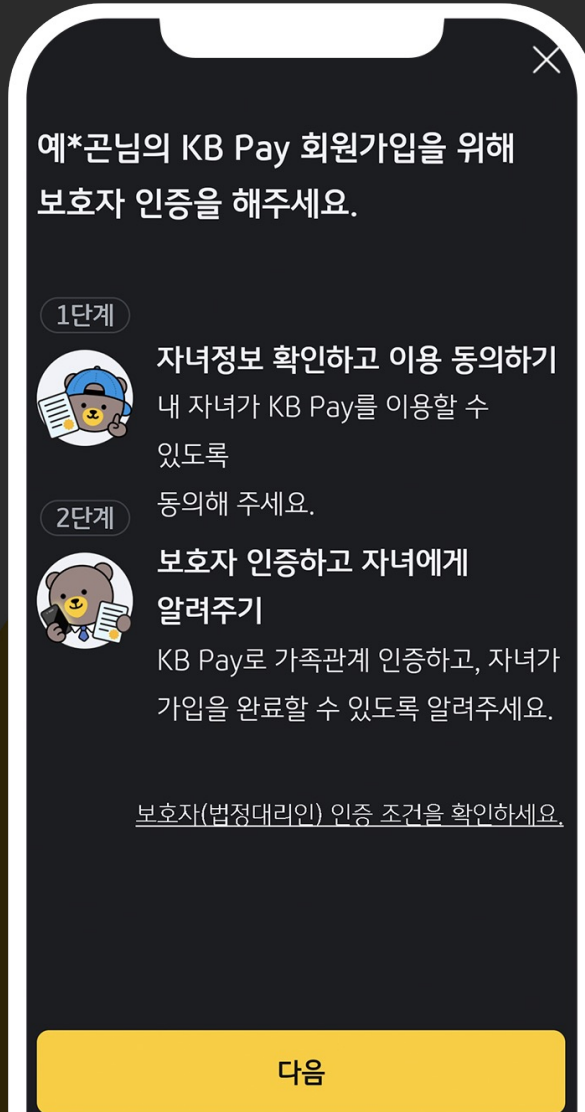 예*곤님의 KB Pay 회원가입을 위해
보호자 인증을 해주세요.
1단계
자녀정보 확인하고 이용 동의하기
내 자녀가 KB Pay를 이용할 수
있도록
동의해 주세요.
2단계
보호자 인증하고 자녀에게
알려주기
KB Pay로 가족관계 인증하고, 자녀가
가입을 완료할 수 있도록 알려주세요.
보호자(법정대리인) 인증 조건을 확인하세요.
다음